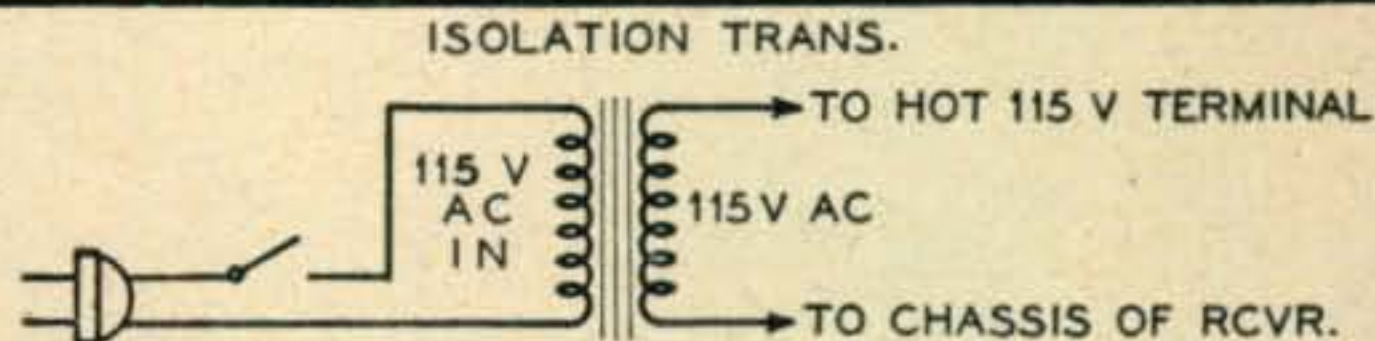 ISOLATION TRANS.
TO HOT 115 V TERMINAL
115 V
AC
IN
115V AC
TO CHASSIS OF RCVR.